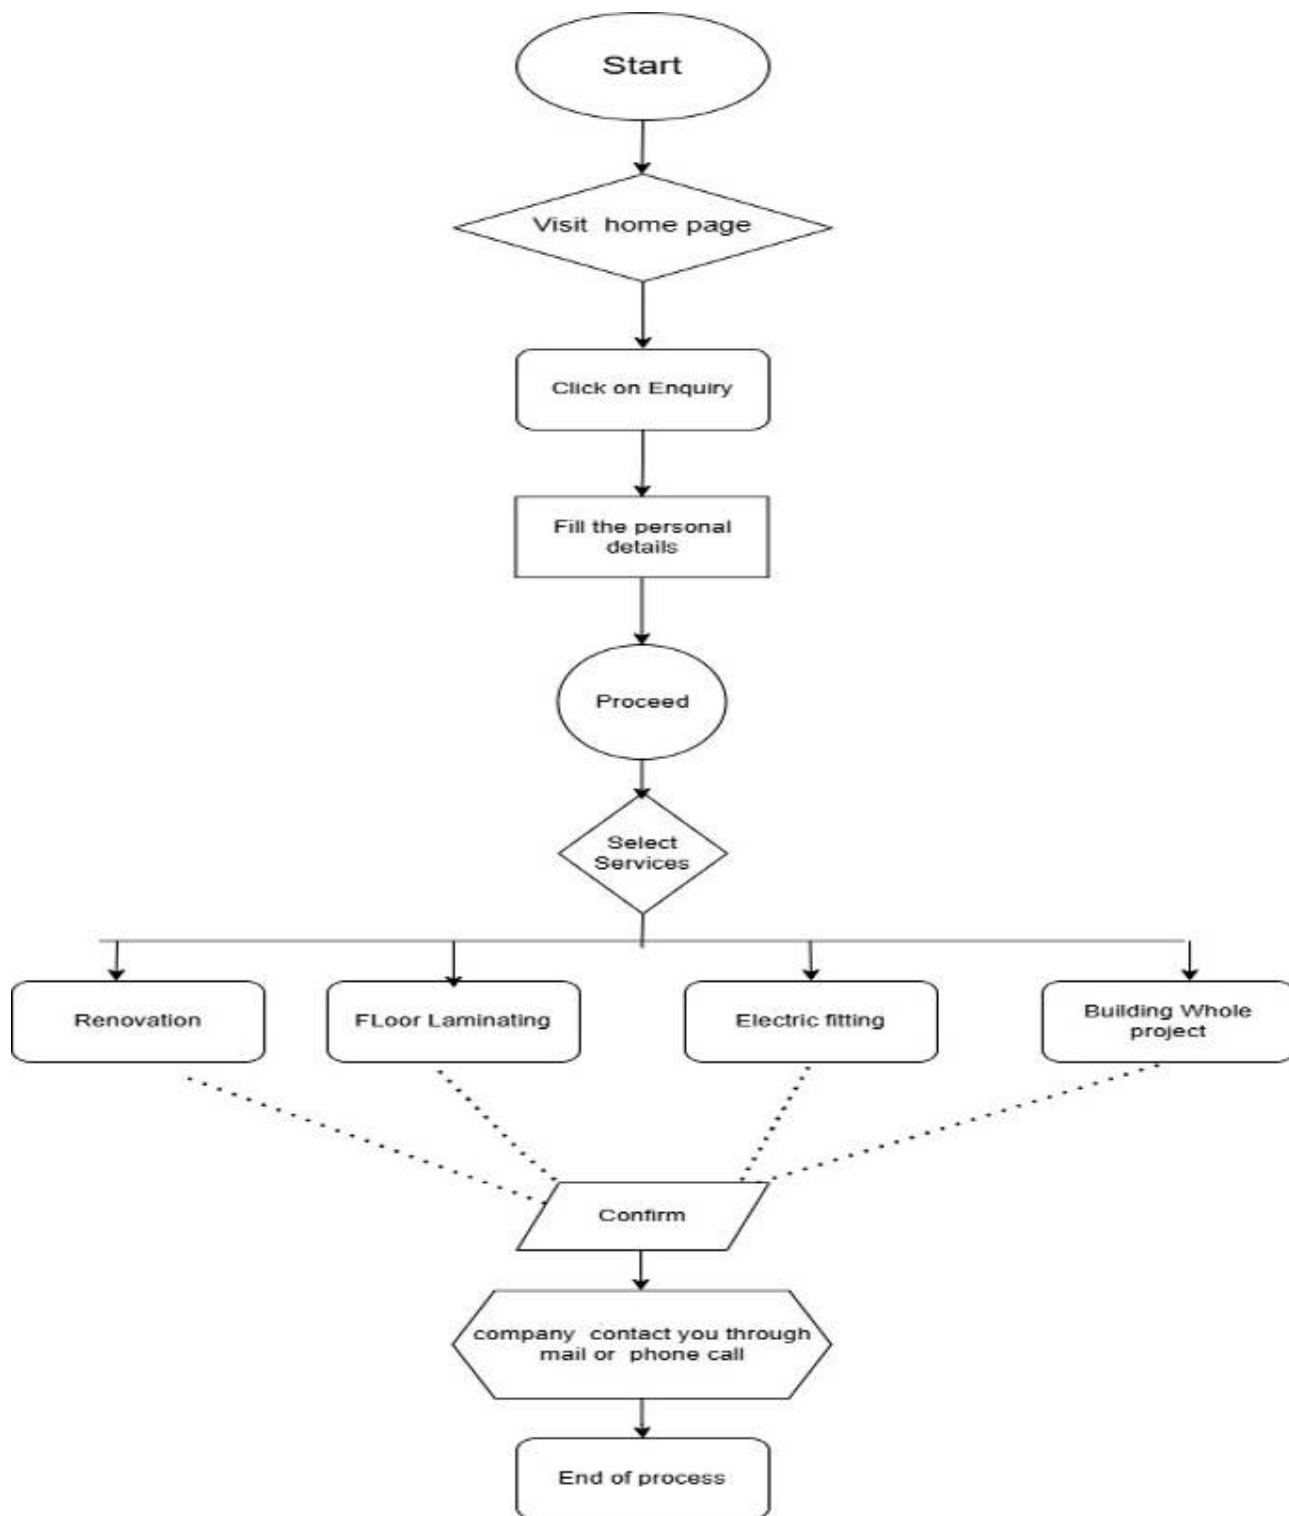 Start
Visit home page
Click on Enquiry
Fill the personal
details
Proceed
Select
Services
Renovation
FLoor Laminating
Electric fitting
Building Whole
project
Confirm
company contact you through
mail or phone call
End of process